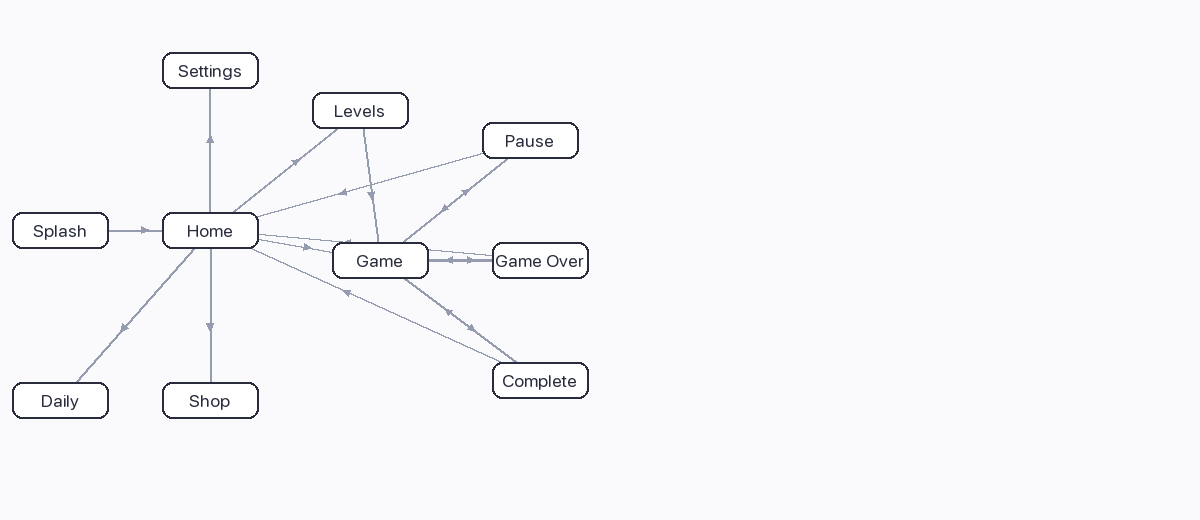 Settings
Levels
Pause
Splash
Home
Game
Game Over
Complete
Daily
Shop